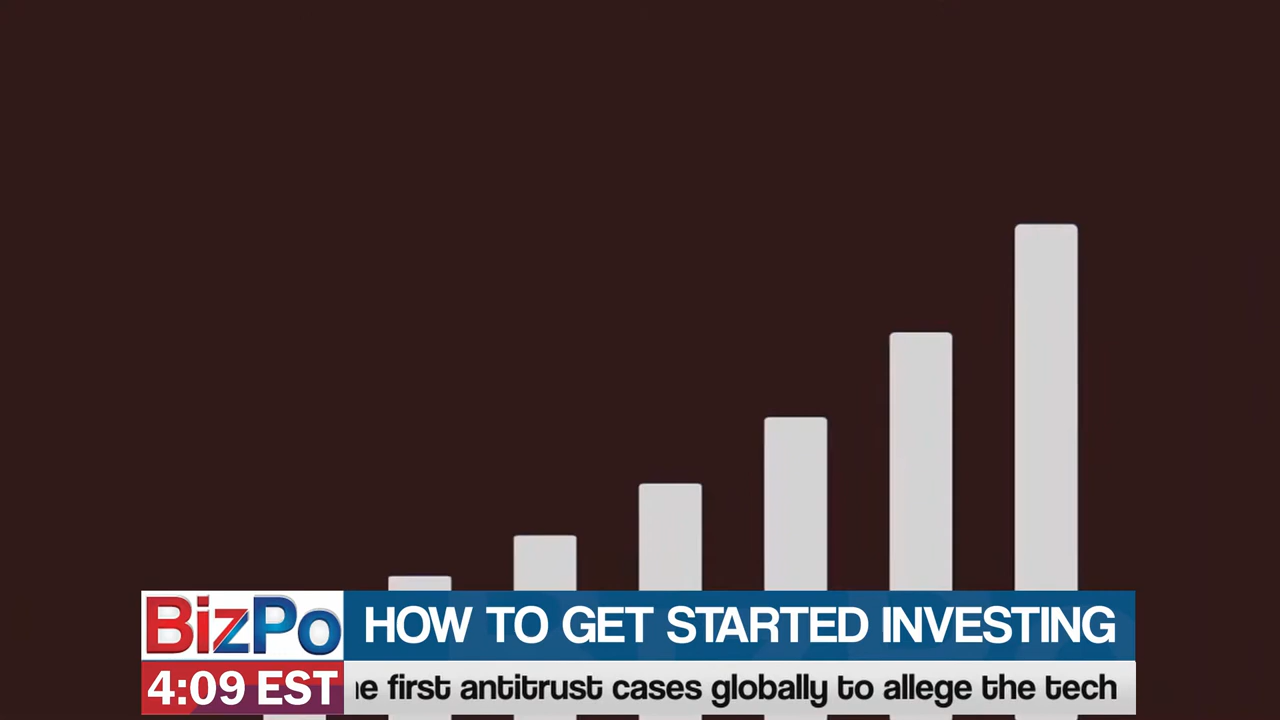 BizPo
HOW TO GET STARTED INVESTING
4:09 EST
first antitrust cases globally to allege the tech